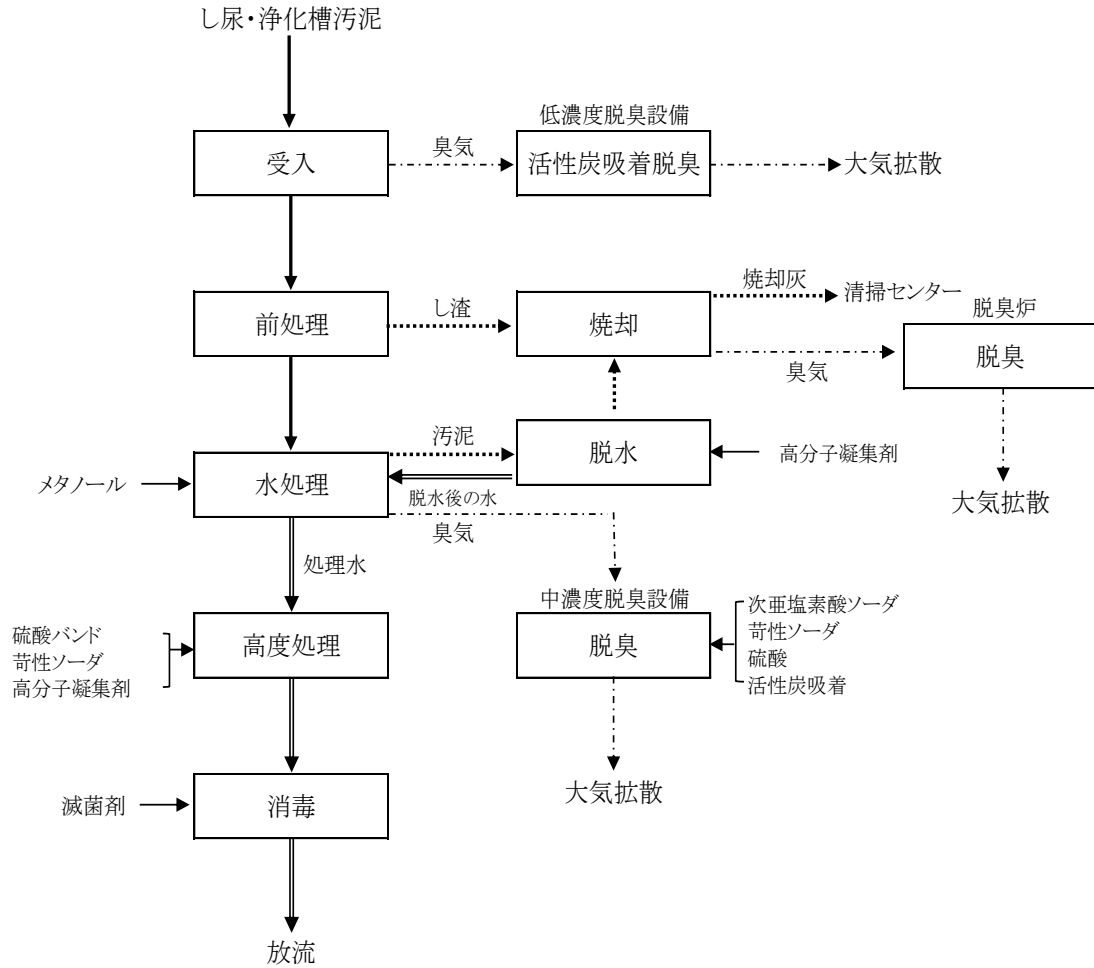 し尿・浄化槽汚泥
低濃度脱臭設備
受入
臭気
活性炭吸着脱臭
大気拡散
焼却灰
清掃センター
前処理
し渣
焼却
脱臭炉
脱臭
臭気
汚泥
脱水
高分子凝集剤
メタノール
水処理
脱水後の水
大気拡散
臭気
処理水
中濃度脱臭設備
硫酸バンド
苛性ソーダ
高分子凝集剤
高度処理
脱臭
次亜塩素酸ソーダ
苛性ソーダ
硫酸
活性炭吸着
滅菌剤
消毒
大気拡散
放流